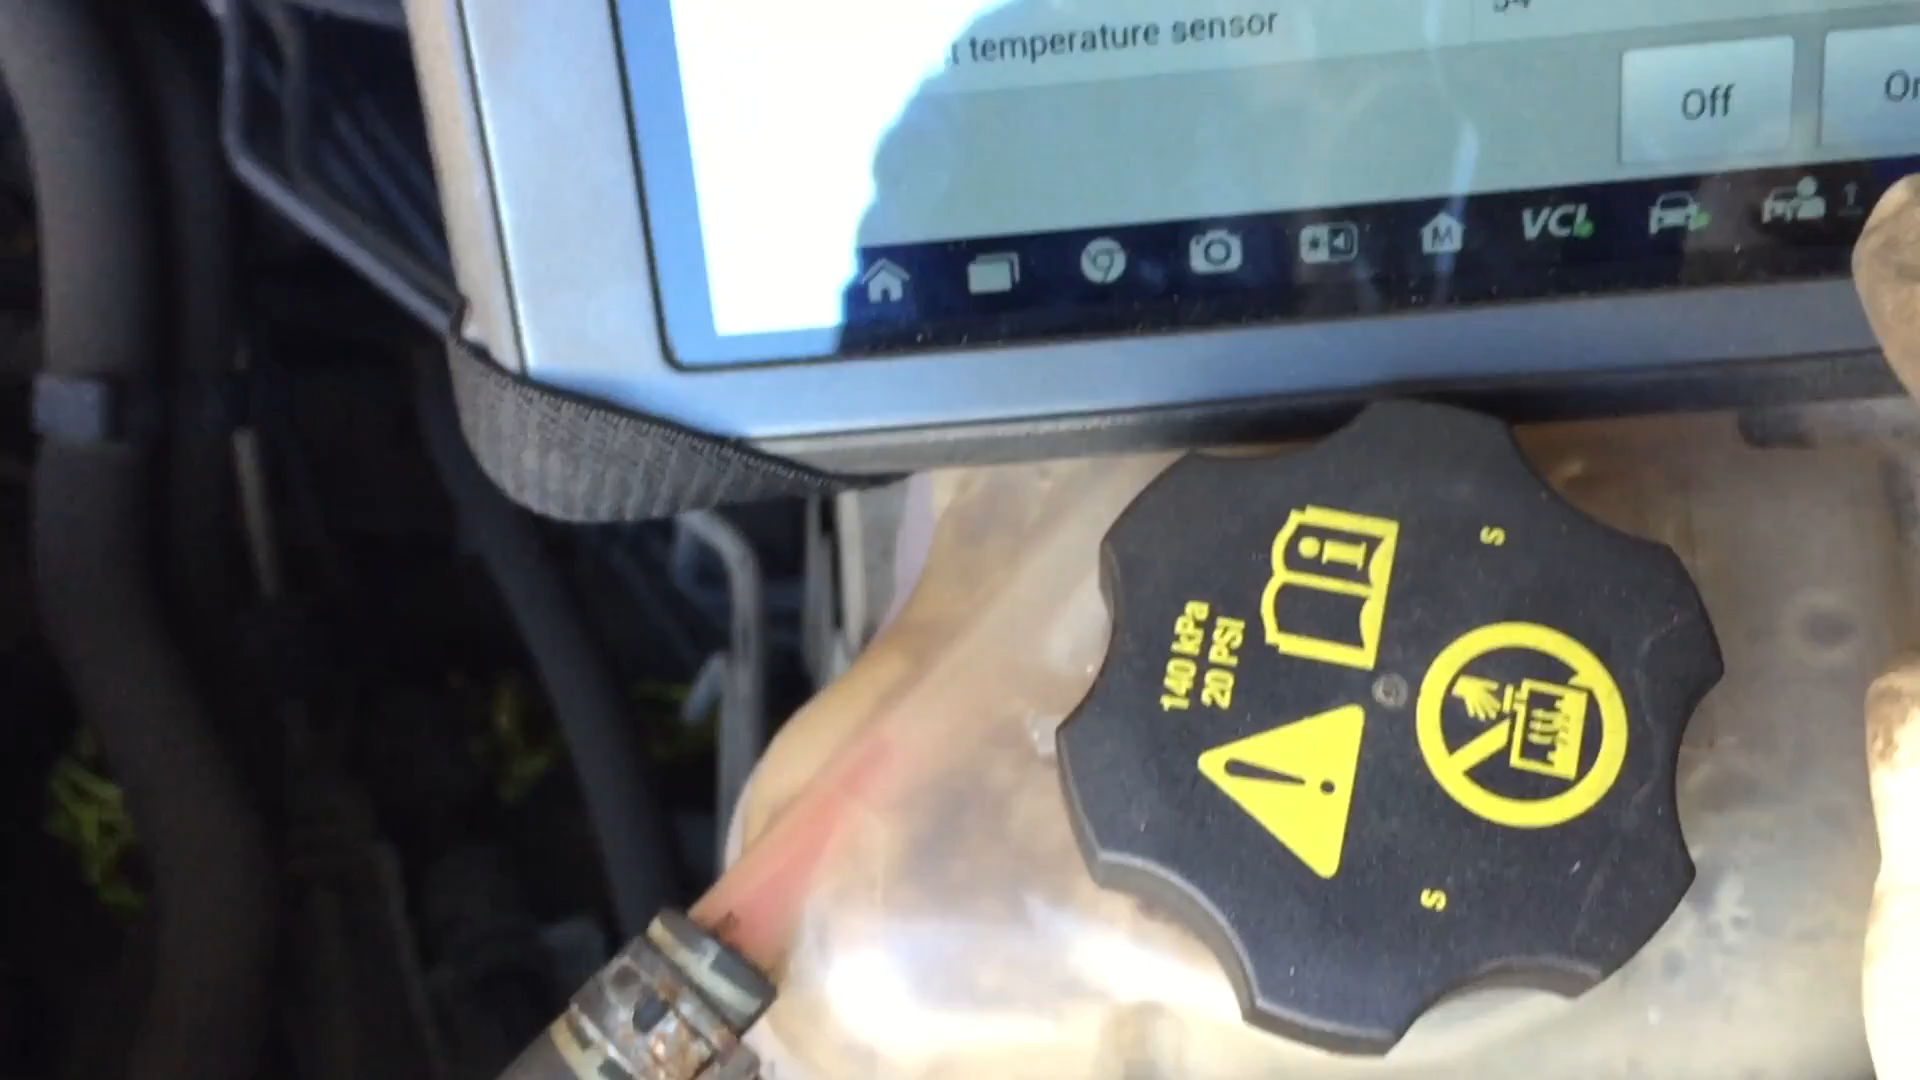 temperature sensor
Off
VCI
M
140 kPa
20 PSI
i
S
S